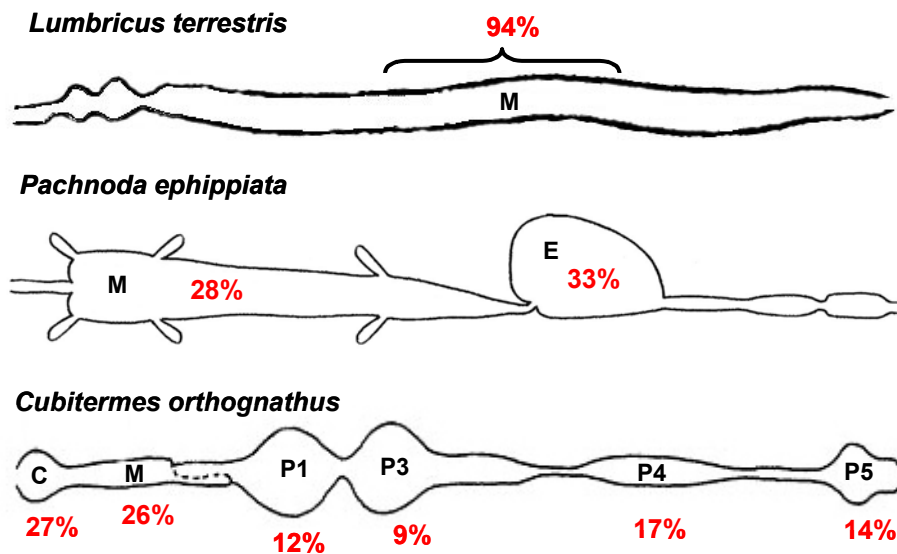 Lumbricus terrestris
94%
M
Pachnoda ephippiata
M
28%
E
33%
Cubitermes orthognathus
C
M
P1
P3
P4
P5
27%
26%
12%
9%
17%
14%